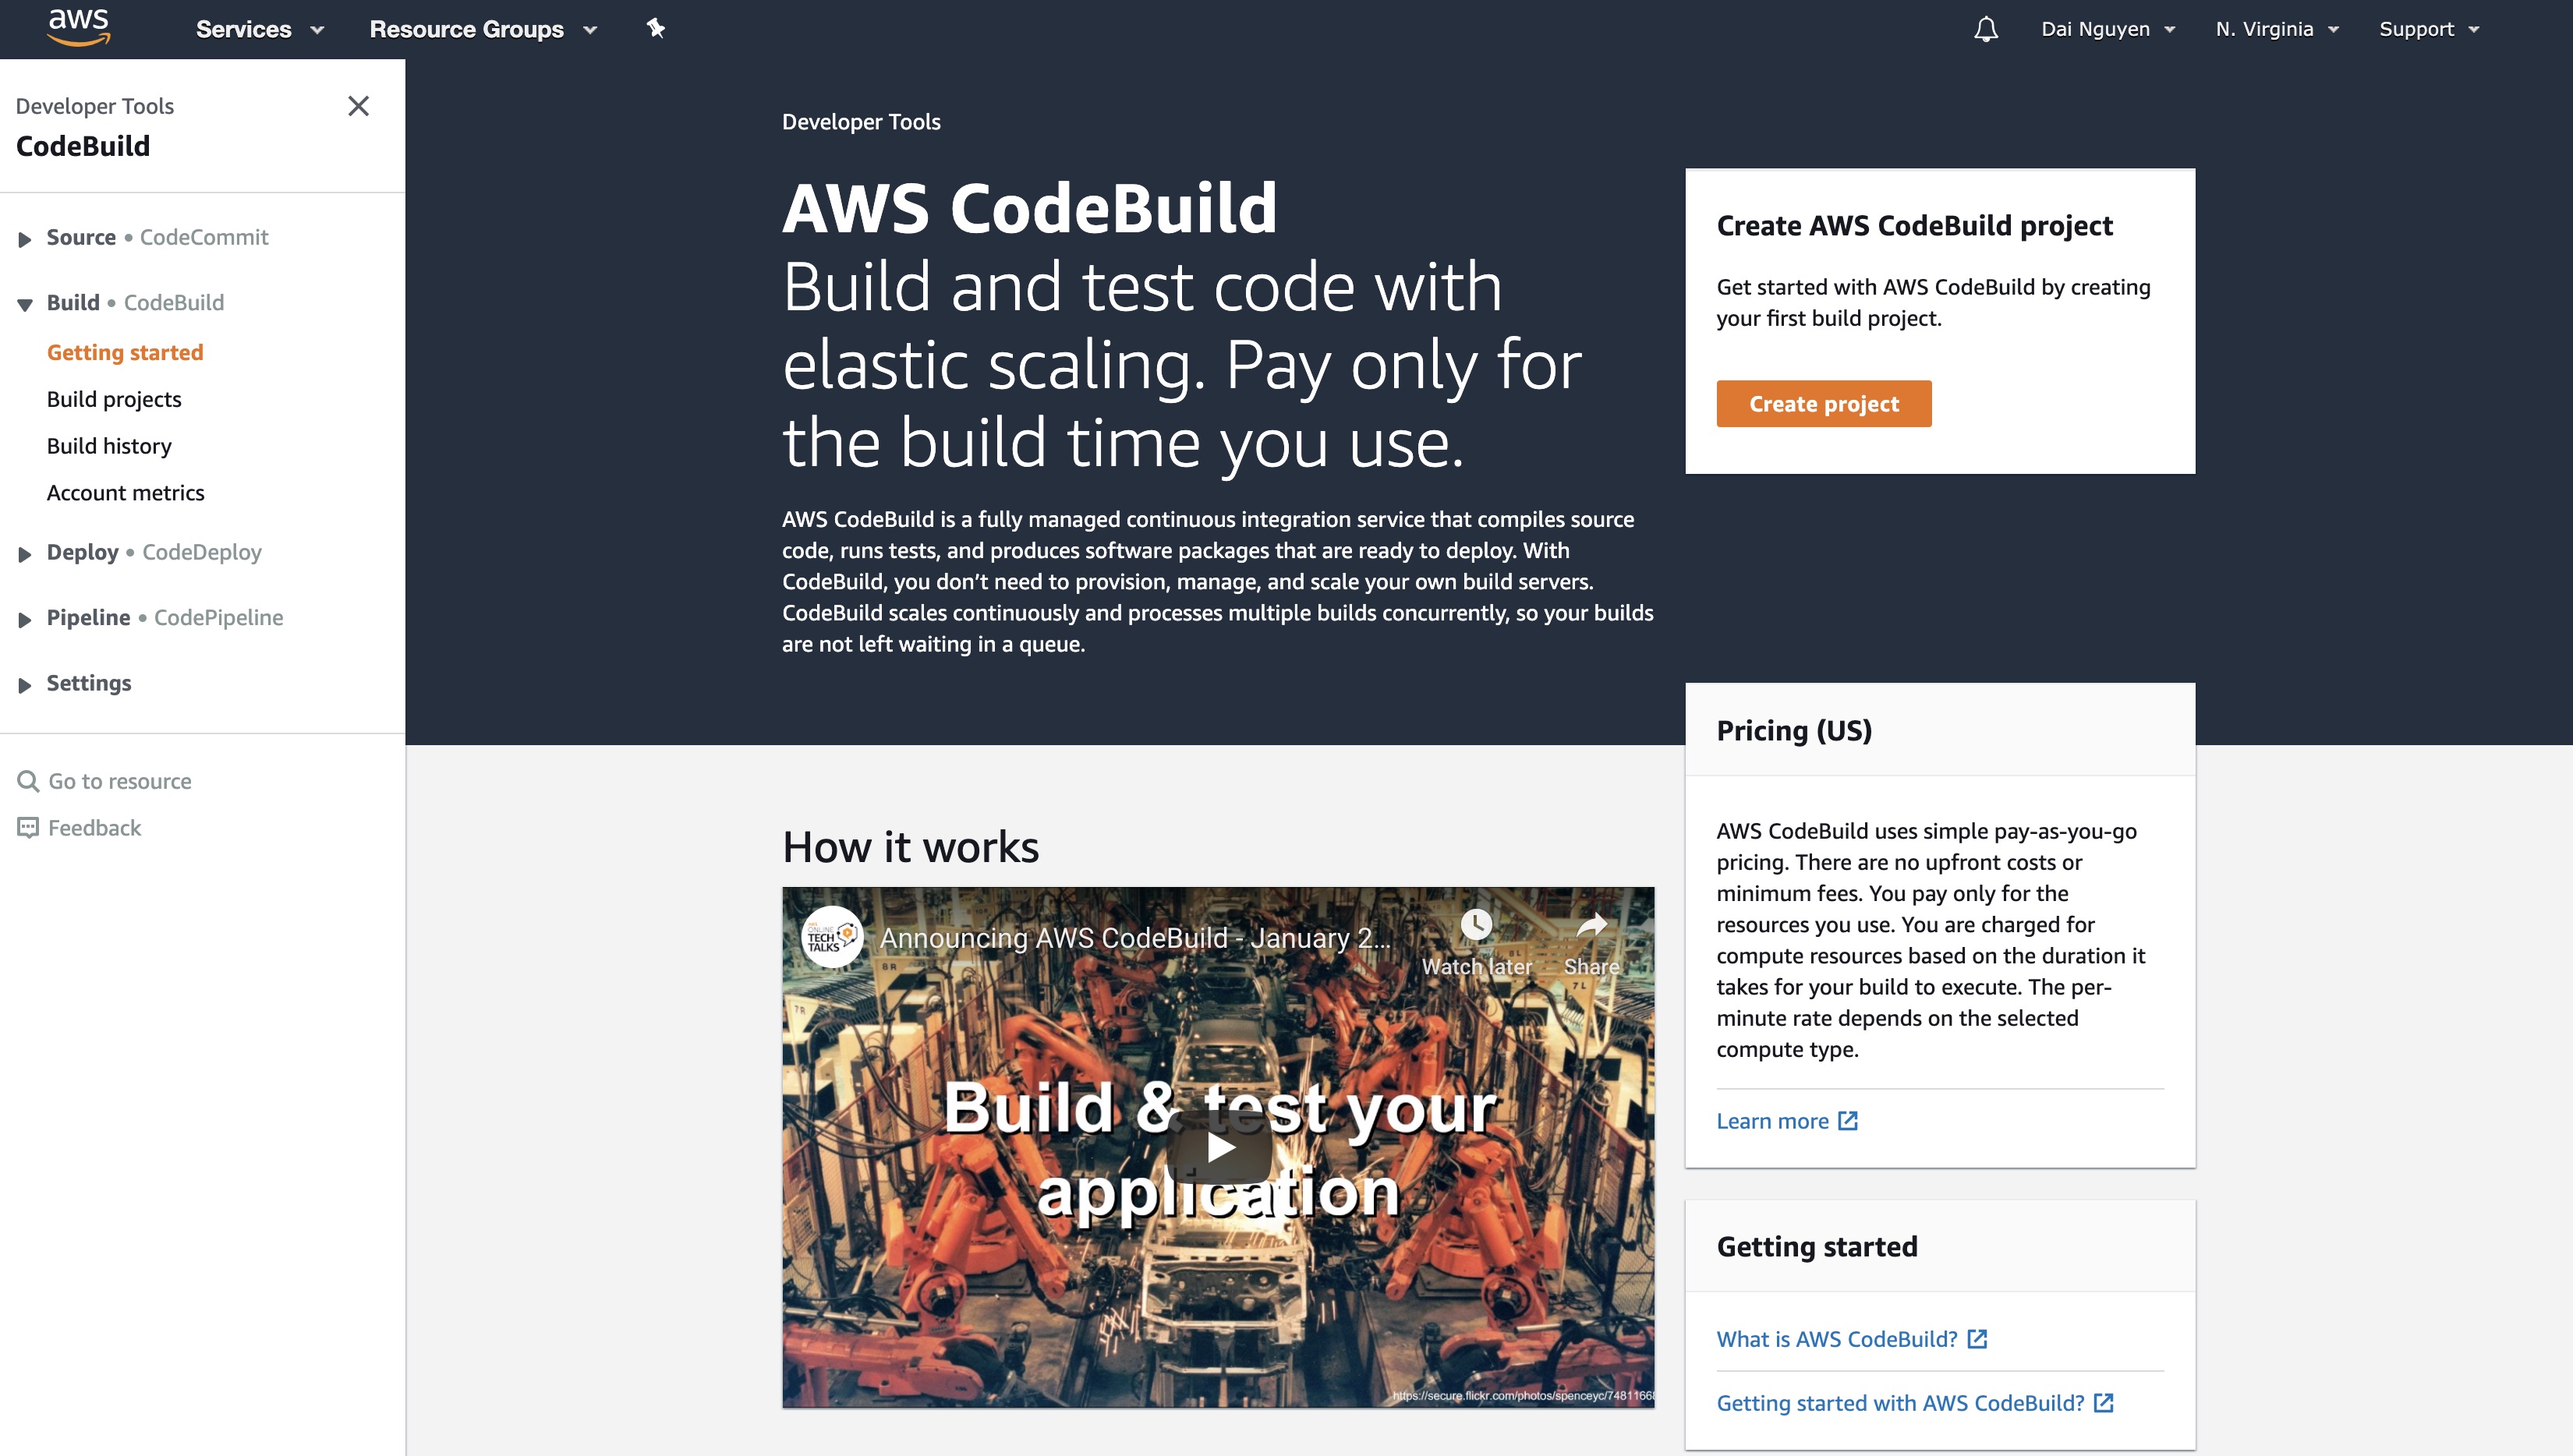 aws
Services
Resource Groups
Dai Nguyen
N. Virginia
Support
Developer Tools
CodeBuild
Source • CodeCommit
Build • CodeBuild
Getting started
Build projects
Build history
Account metrics
Deploy • CodeDeploy
Pipeline • CodePipeline
Settings
Go to resource
Feedback
Developer Tools
AWS CodeBuild
Build and test code with
elastic scaling. Pay only for
the build time you use.
AWS CodeBuild is a fully managed continuous integration service that compiles source
code, runs tests, and produces software packages that are ready to deploy. With
CodeBuild, you don’t need to provision, manage, and scale your own build servers.
CodeBuild scales continuously and processes multiple builds concurrently, so your builds
are not left waiting in a queue.
Create AWS CodeBuild project
Get started with AWS CodeBuild by creating
your first build project.
Create project
How it works
ONLINE
TECH
TALKS
Announcing AWS CodeBuild - January 2...
Watch later
Share
8R
7L
7R
Build & test your
application
https://secure.flickr.com/photos/spenceyc/7481166
Pricing (US)
AWS CodeBuild uses simple pay-as-you-go
pricing. There are no upfront costs or
minimum fees. You pay only for the
resources you use. You are charged for
compute resources based on the duration it
takes for your build to execute. The per-
minute rate depends on the selected
compute type.
Learn more
Getting started
What is AWS CodeBuild?
Getting started with AWS CodeBuild?